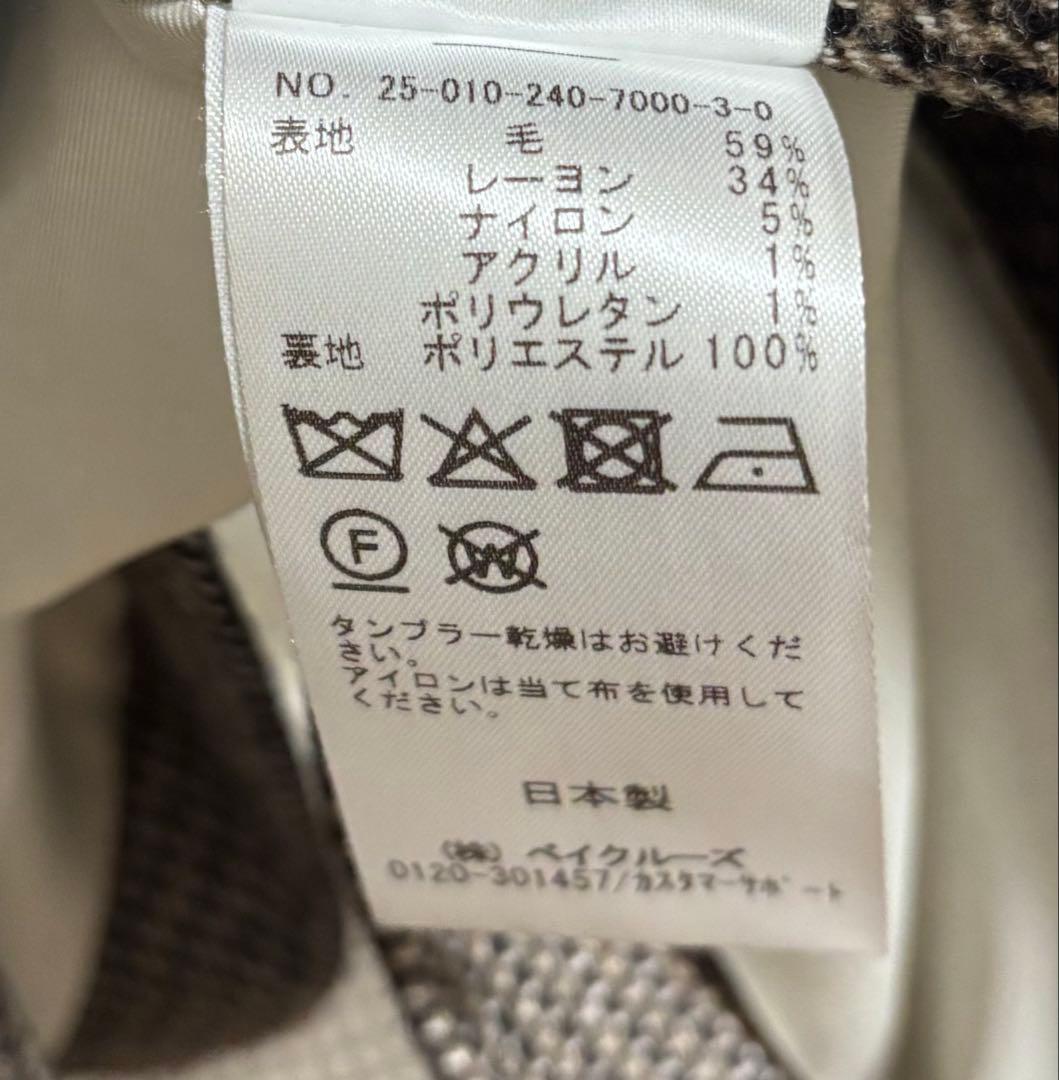 NO. 25-010-240-7000-3-0
表地 毛 59%
レーヨン 34%
ナイロン 5%
アクリル 1%
ポリウレタン 1%
裏地 ポリエステル 100%
F W
タンブラー乾燥はお避けくだ
さい。
アイロンは当て布を使用して
ください。
日本製
(株) ベイクルーズ
0120-301457/カスタマーサポート